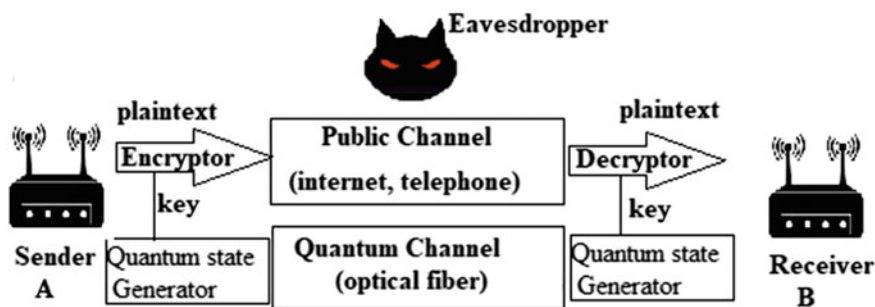 Eavesdropper
plaintext
plaintext
Encryptor
Public Channel
(internet, telephone)
Decryptor
key
key
Sender
A
Quantum state
Generator
Quantum Channel
(optical fiber)
Quantum state
Generator
Receiver
B